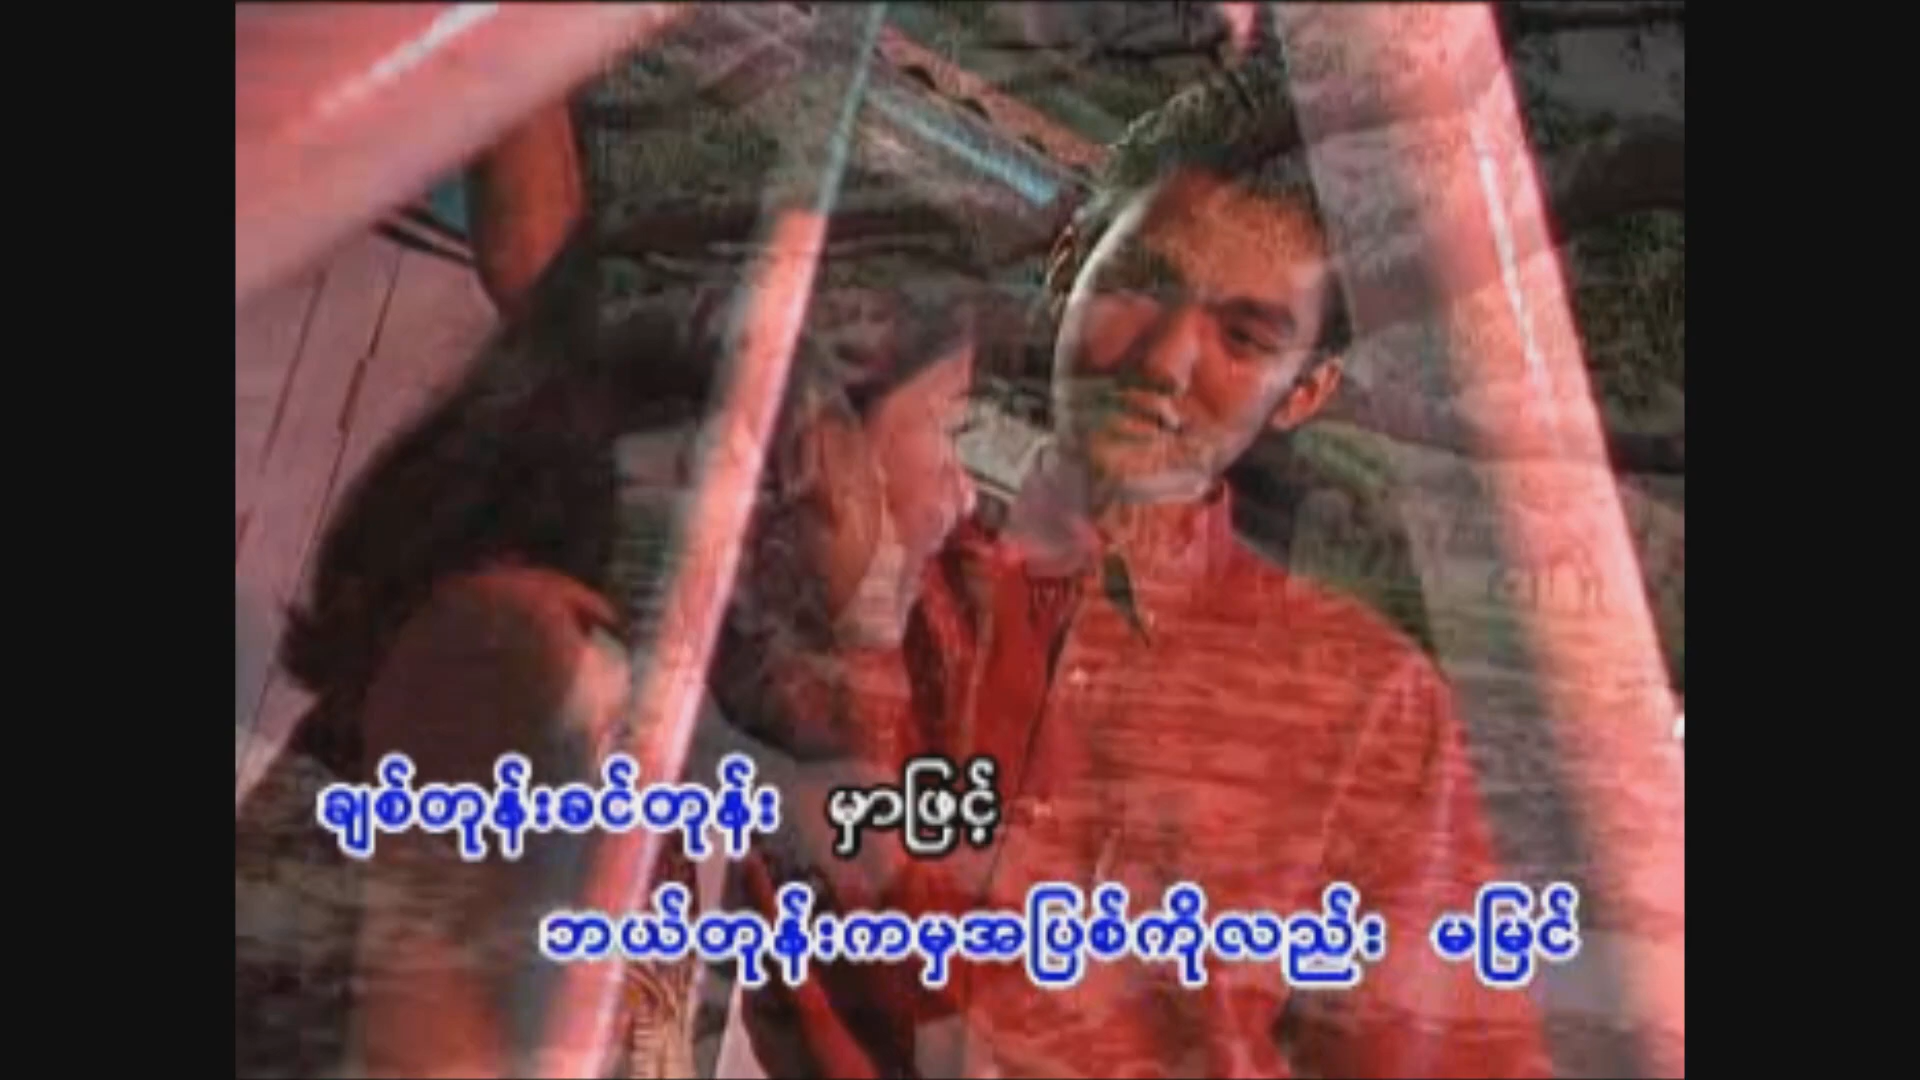 ချစ်တုန်းခင်တုန်း မှာဖြင့်
ဘယ်တုန်းကမှအပြစ်ကိုလည်း မမြင်